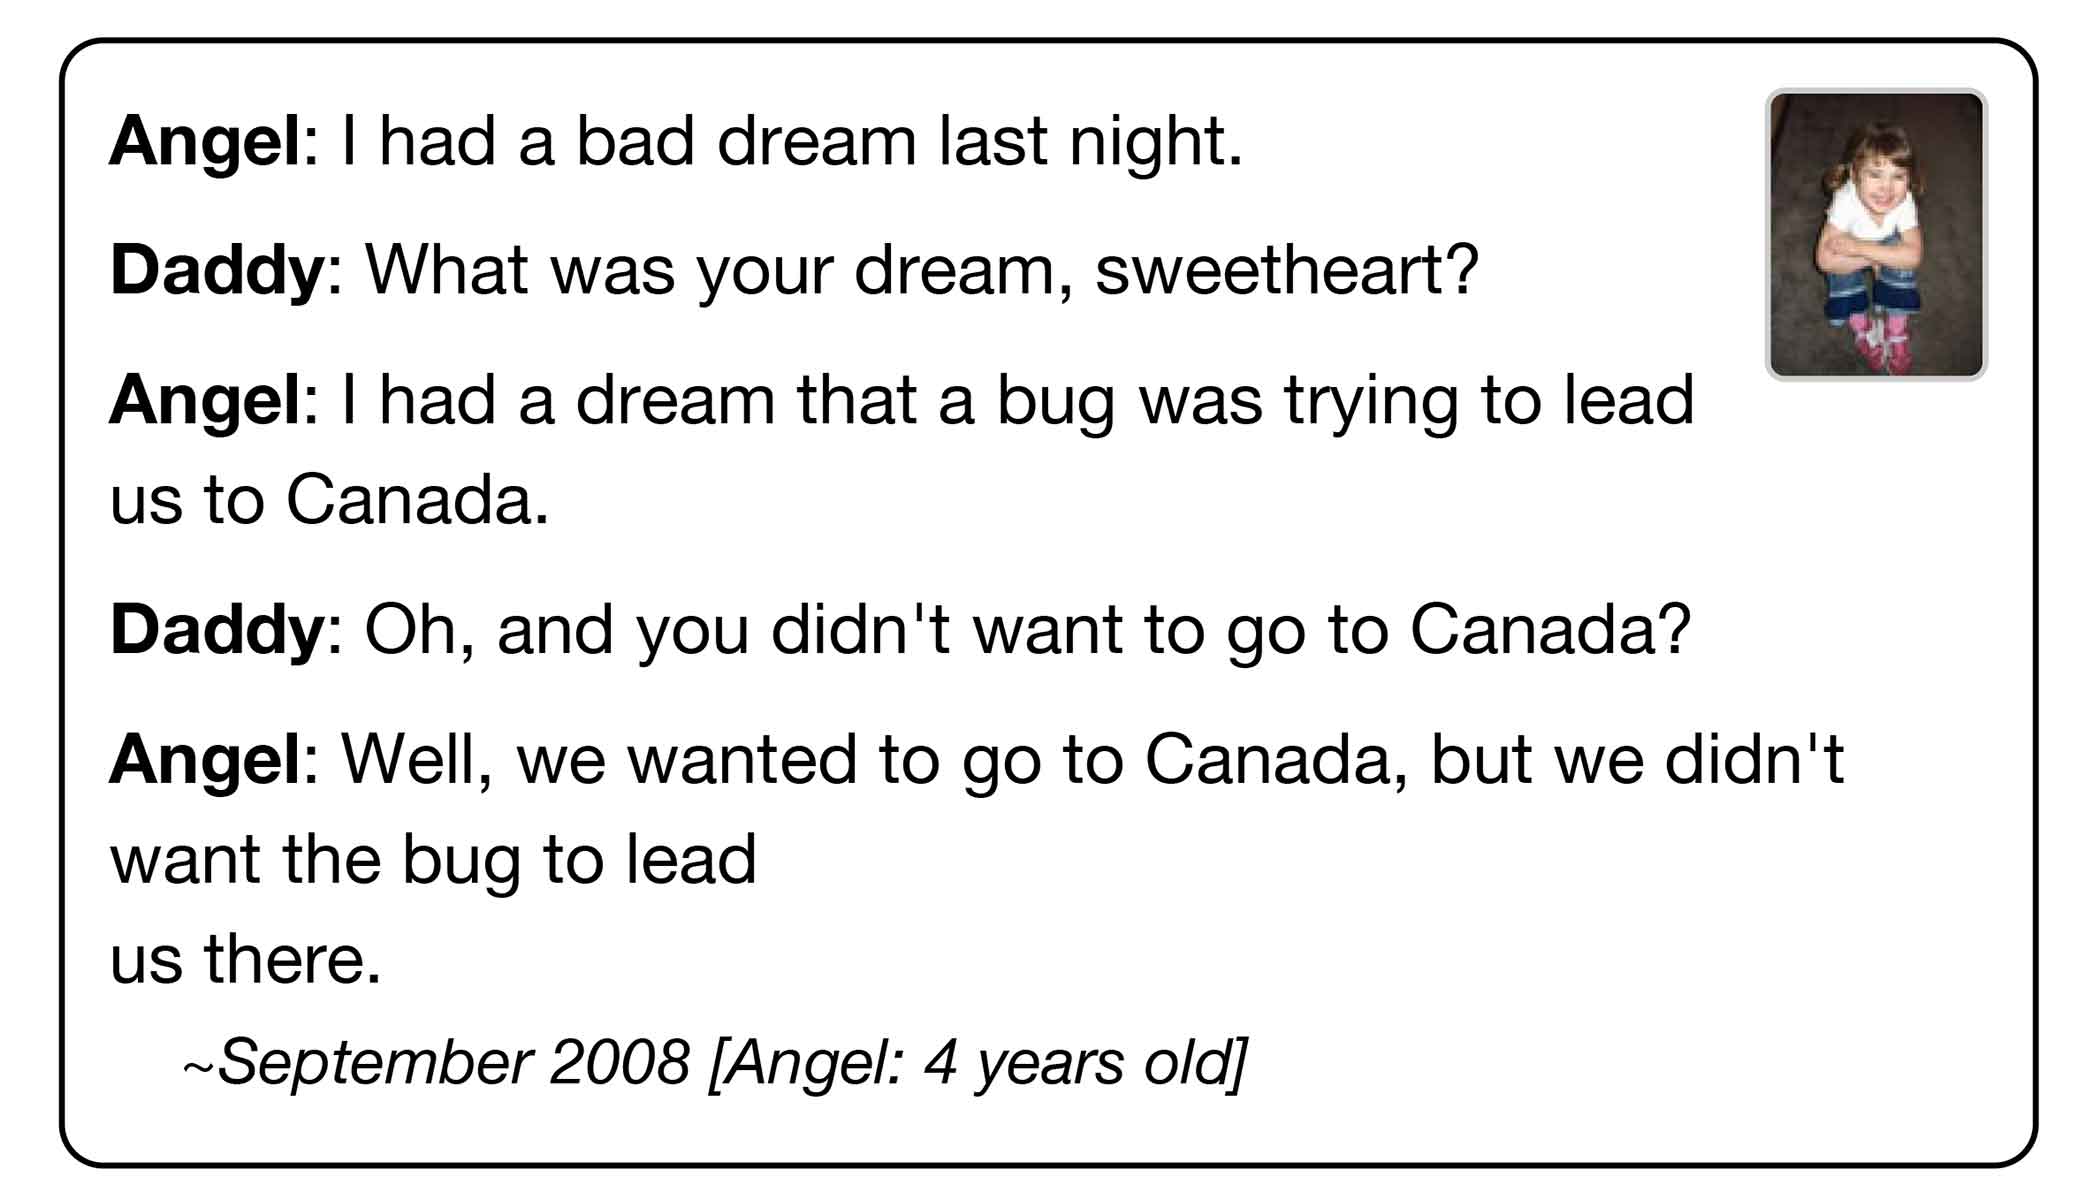 Angel: I had a bad dream last night.
Daddy: What was your dream, sweetheart?
Angel: I had a dream that a bug was trying to lead
us to Canada.
Daddy: Oh, and you didn't want to go to Canada?
Angel: Well, we wanted to go to Canada, but we didn't
want the bug to lead
us there.
~September 2008 [Angel: 4 years old]